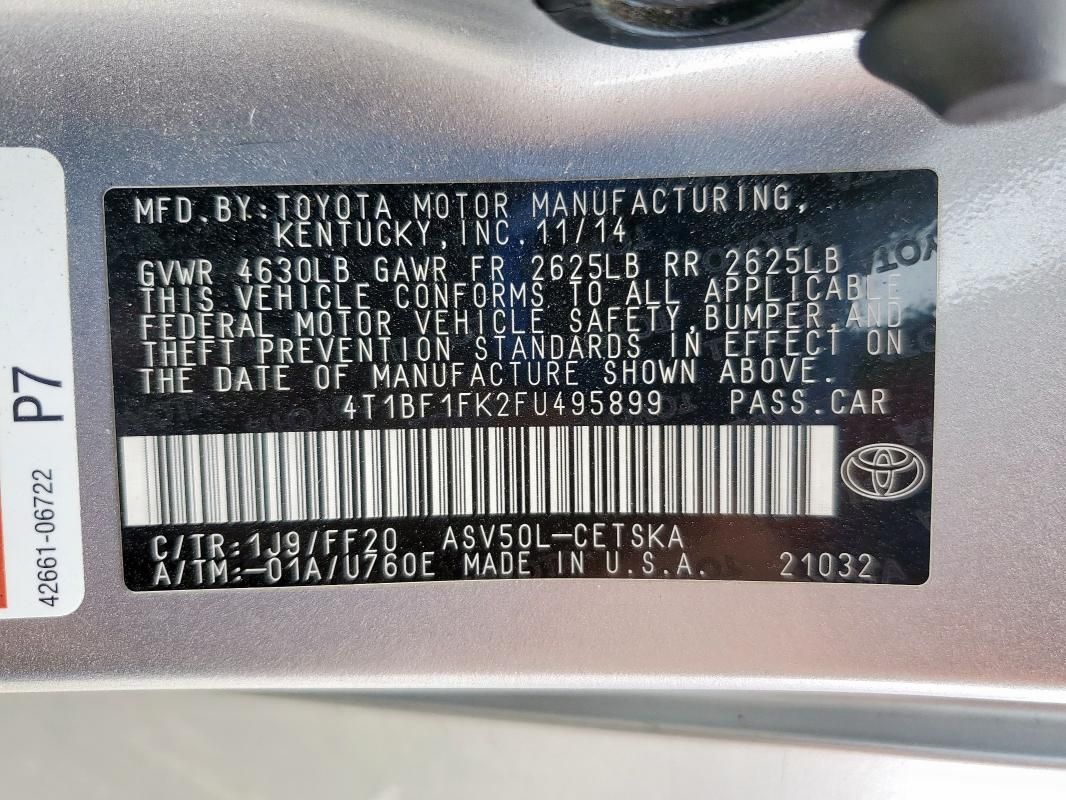 MFD.BY:TOYOTA MOTOR MANUFACTURING,
KENTUCKY,INC.11/14
GVWR 4630LB GAWR FR 2625LB RR 2625LB
THIS VEHICLE CONFORMS TO ALL APPLICABLE
FEDERAL MOTOR VEHICLE SAFETY,BUMPER,AND
THEFT PREVENTION STANDARDS IN EFFECT ON
THE DATE OF MANUFACTURE SHOWN ABOVE.
4T1BF1FK2FU495899 PASS.CAR
C/TR:1J9/FF20 ASV50L-CETSKA
A/TM:-01A/U760E MADE IN U.S.A. 21032
P7
42661-06722